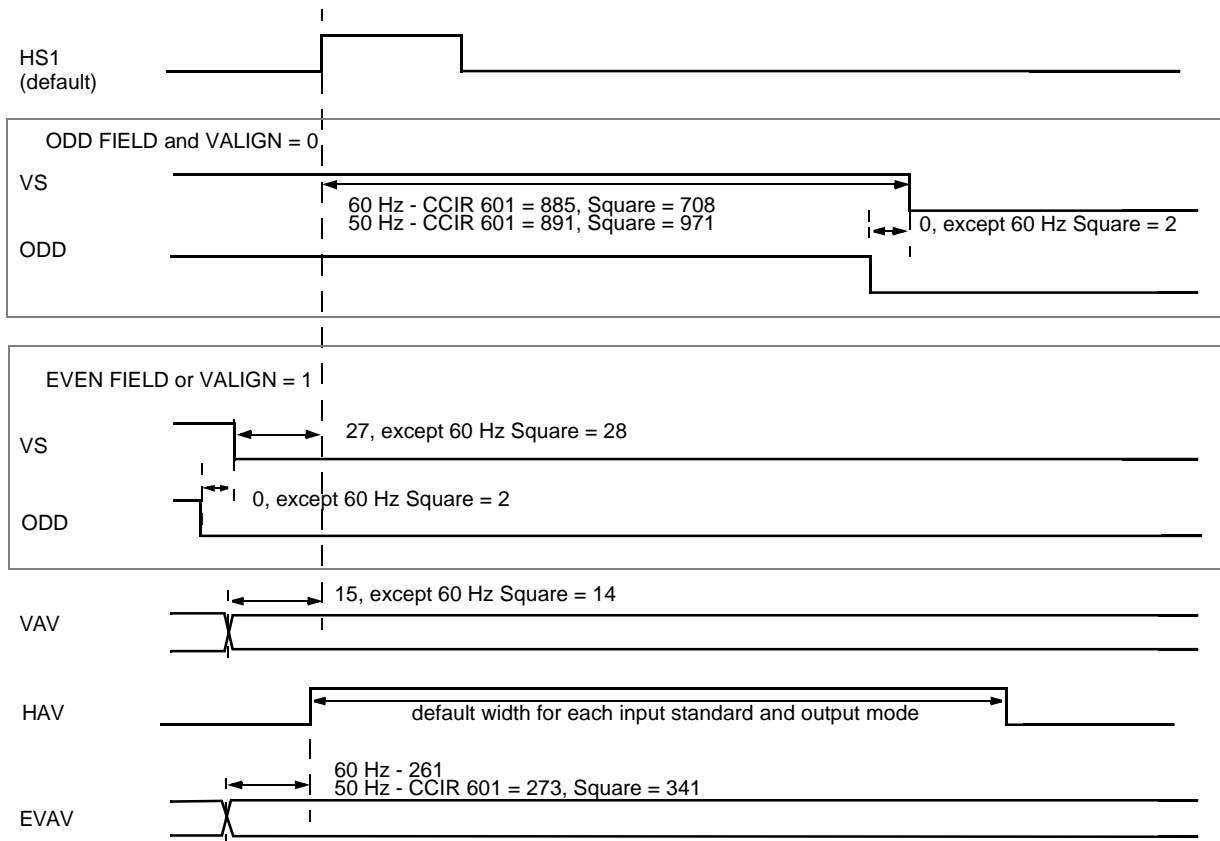 HS1
(default)
ODD FIELD and VALIGN = 0
VS
60 Hz - CCIR 601 = 885, Square = 708
50 Hz - CCIR 601 = 891, Square = 971
0, except 60 Hz Square = 2
ODD
EVEN FIELD or VALIGN = 1
VS
27, except 60 Hz Square = 28
0, except 60 Hz Square = 2
ODD
15, except 60 Hz Square = 14
VAV
HAV
default width for each input standard and output mode
60 Hz - 261
50 Hz - CCIR 601 = 273, Square = 341
EVAV